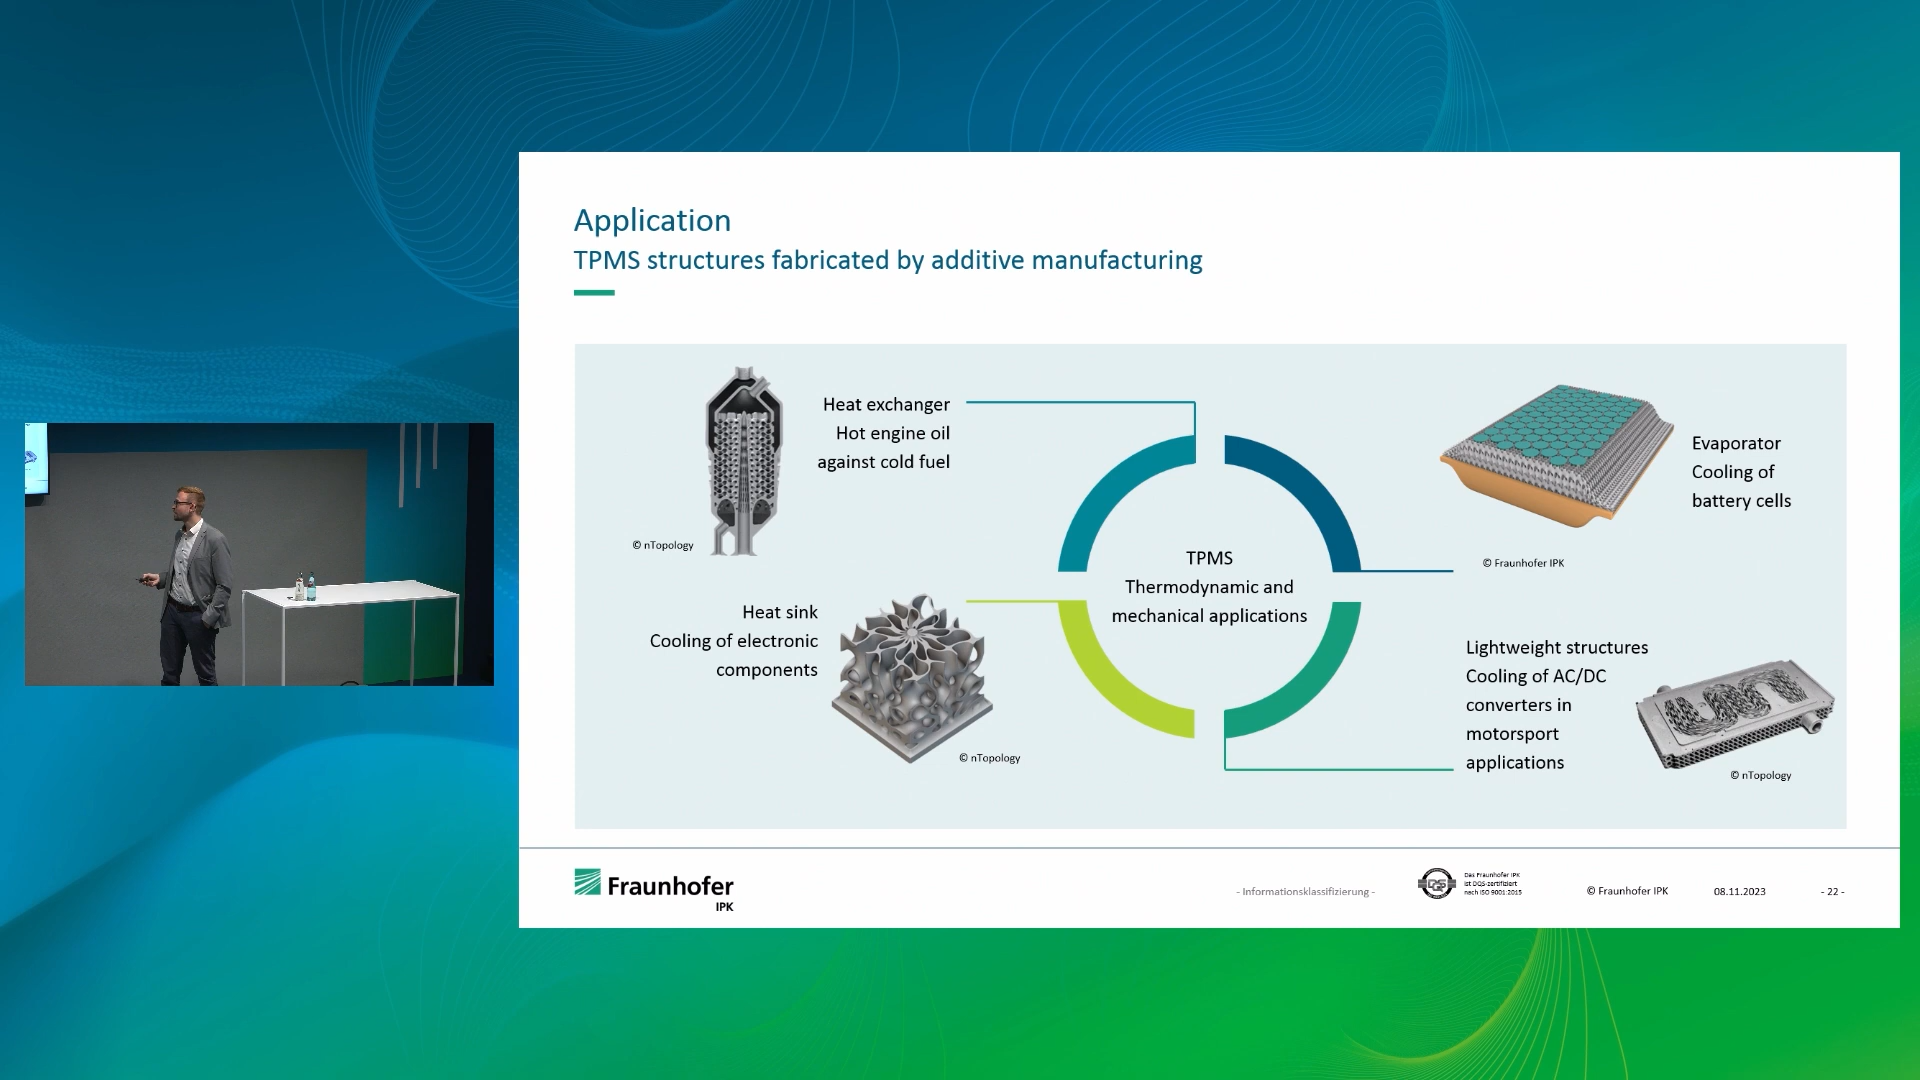 Application
TPMS structures fabricated by additive manufacturing
Heat exchanger
Hot engine oil
against cold fuel
© nTopology
Evaporator
Cooling of
battery cells
© Fraunhofer IPK
TPMS
Thermodynamic and
mechanical applications
Heat sink
Cooling of electronic
components
© nTopology
Lightweight structures
Cooling of AC/DC
converters in
motorsport
applications
© nTopology
Fraunhofer
IPK
- Informationsklassifizierung -
DQS
Das Fraunhofer IPK
ist DQS-zertifiziert
nach ISO 9001:2015
© Fraunhofer IPK
08.11.2023
- 22 -